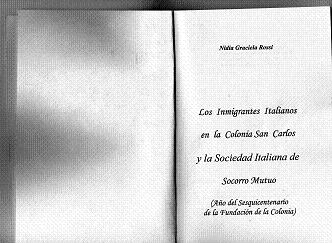 Nidia Graciela Rossi
Los Inmigrantes Italianos
en la Colonia San Carlos
y la Sociedad Italiana de
Socorro Mutuo
(Año del Sesquicentenario
de la Fundación de la Colonia)